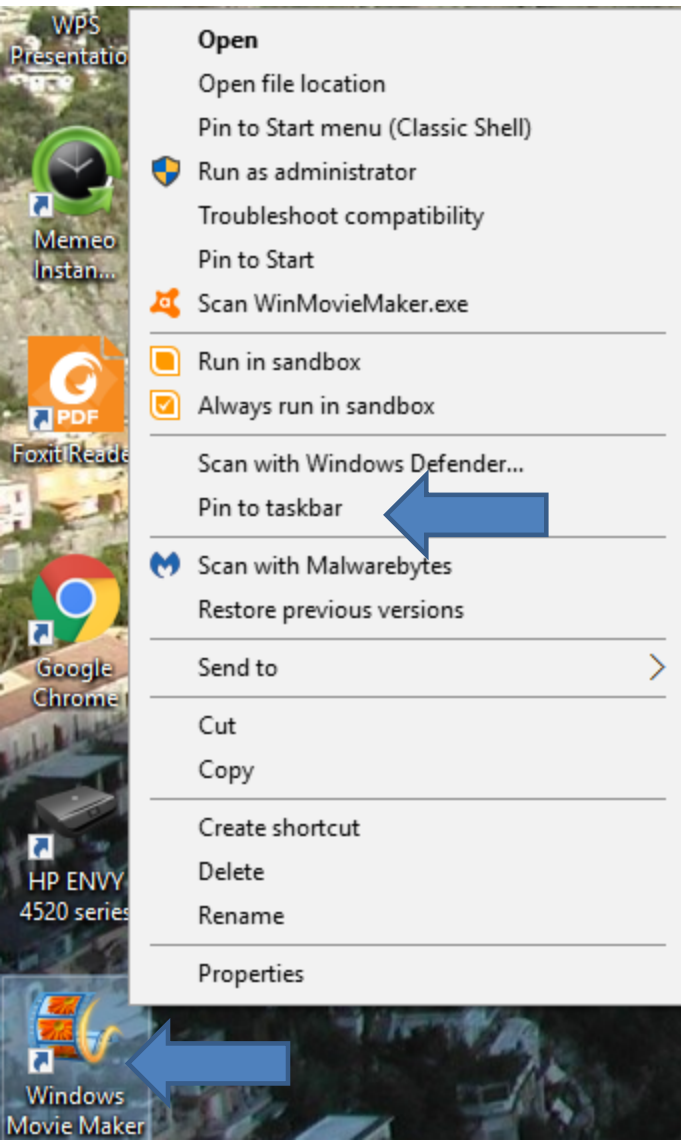 WPS
Presentatio
Memeo
Instan...
PDF
Foxit Reade
Google
Chrome
HP ENVY
4520 series
Windows
Movie Maker
Open
Open file location
Pin to Start menu (Classic Shell)
Run as administrator
Troubleshoot compatibility
Pin to Start
Scan WinMovieMaker.exe
Run in sandbox
Always run in sandbox
Scan with Windows Defender...
Pin to taskbar
Scan with Malwarebytes
Restore previous versions
Send to
Cut
Copy
Create shortcut
Delete
Rename
Properties